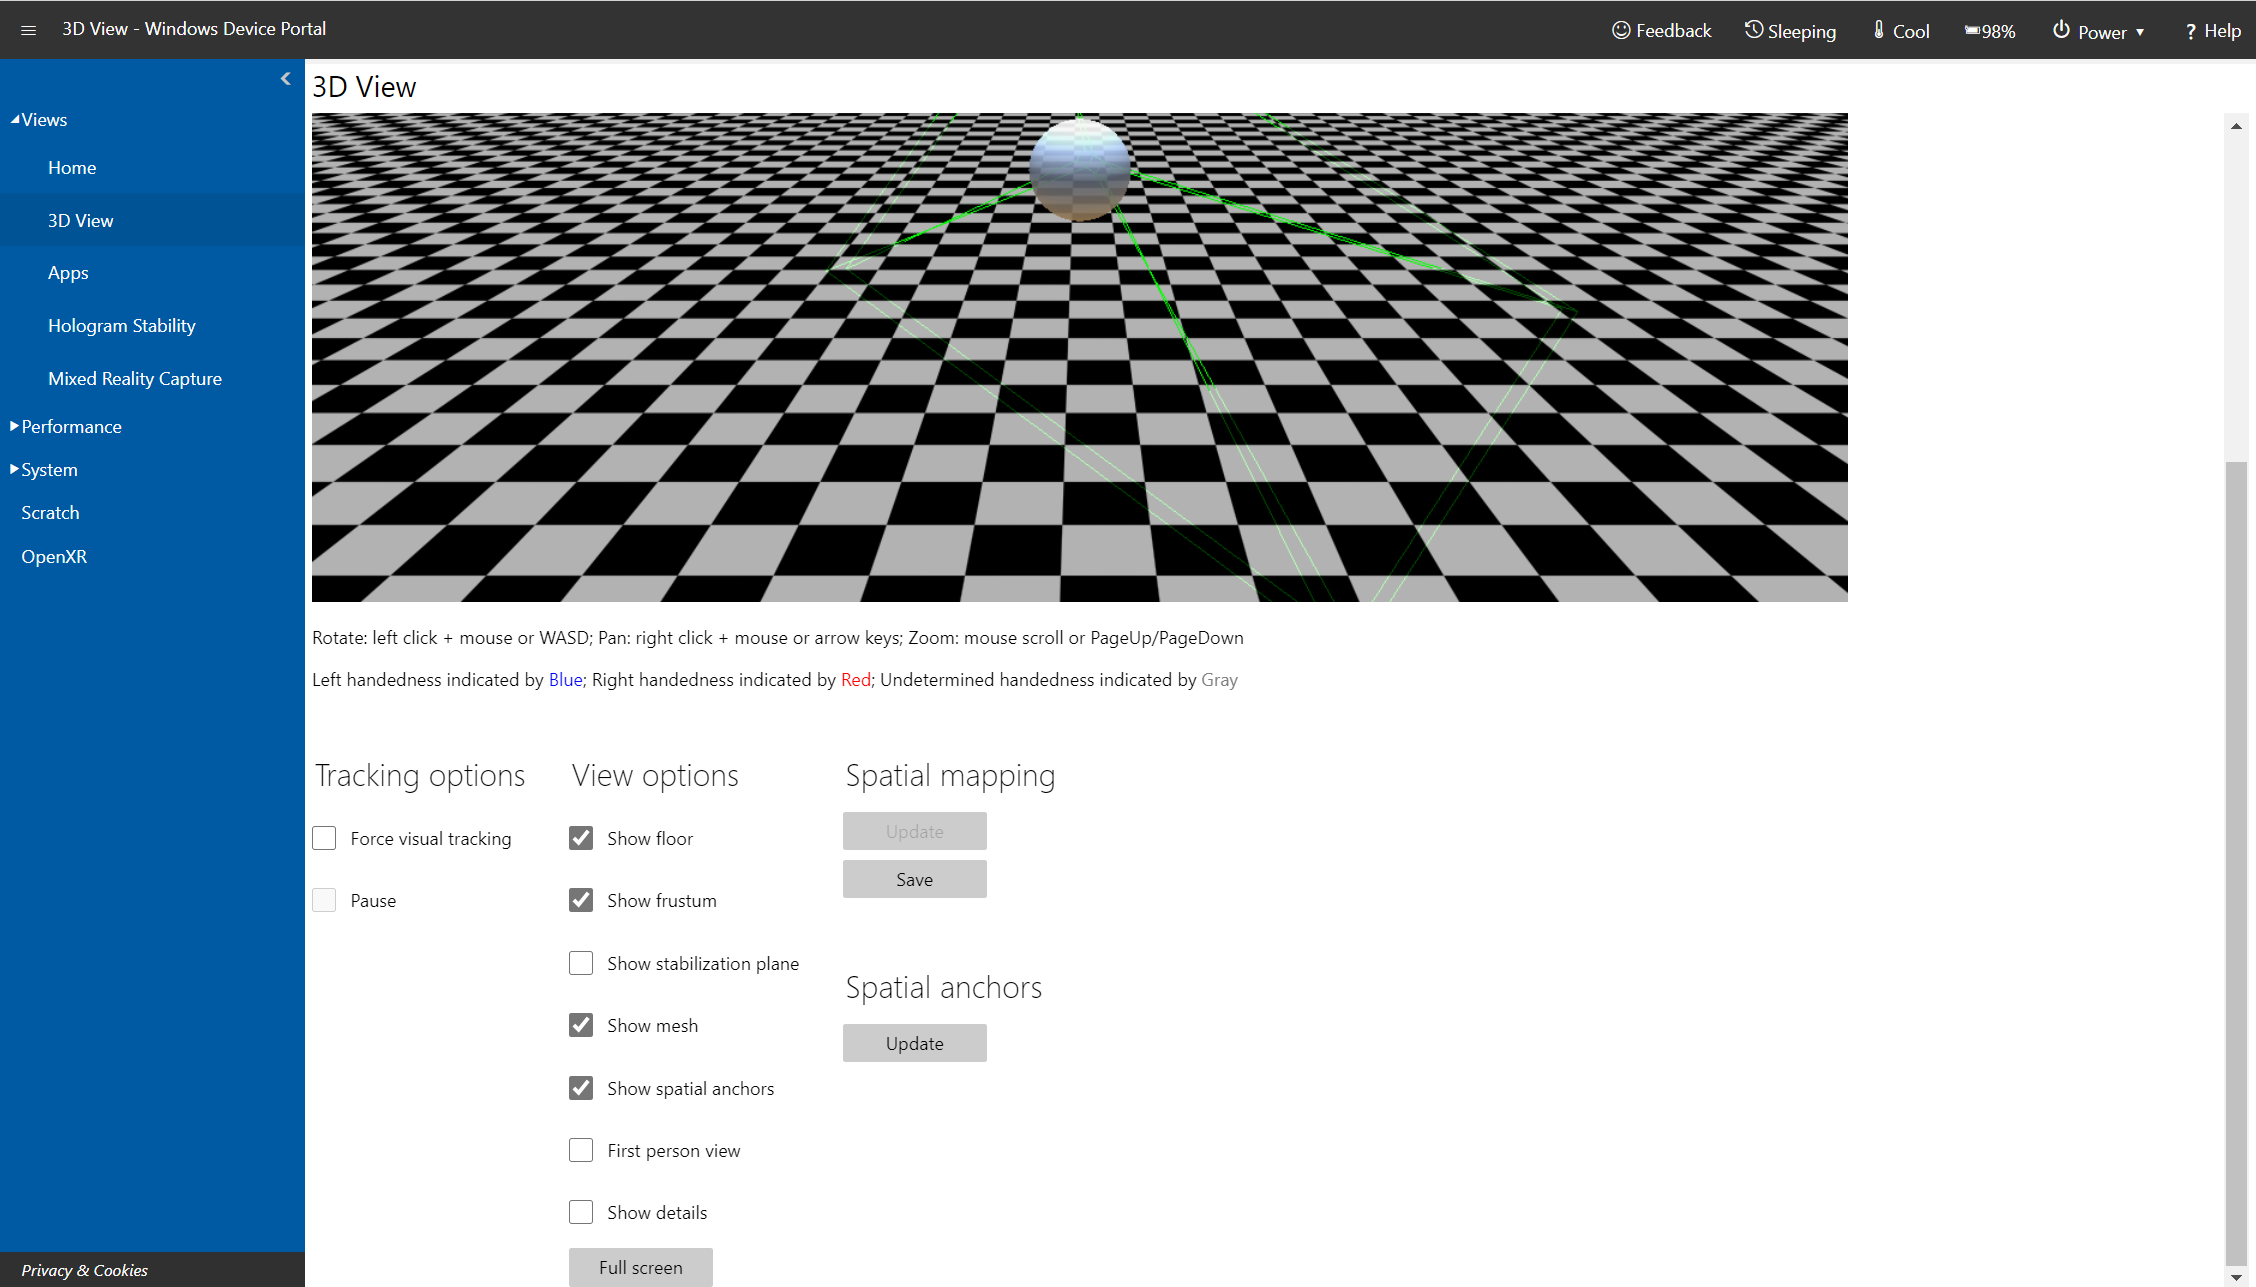 3D View - Windows Device Portal
Feedback
Sleeping
Cool
98%
Power
? Help
Views
Home
3D View
Apps
Hologram Stability
Mixed Reality Capture
Performance
System
Scratch
OpenXR
Privacy & Cookies
3D View
Rotate: left click + mouse or WASD; Pan: right click + mouse or arrow keys; Zoom: mouse scroll or PageUp/PageDown
Left handedness indicated by Blue; Right handedness indicated by Red; Undetermined handedness indicated by Gray
Tracking options
Force visual tracking
Pause
View options
Show floor
Show frustum
Show stabilization plane
Show mesh
Show spatial anchors
First person view
Show details
Full screen
Spatial mapping
Update
Save
Spatial anchors
Update